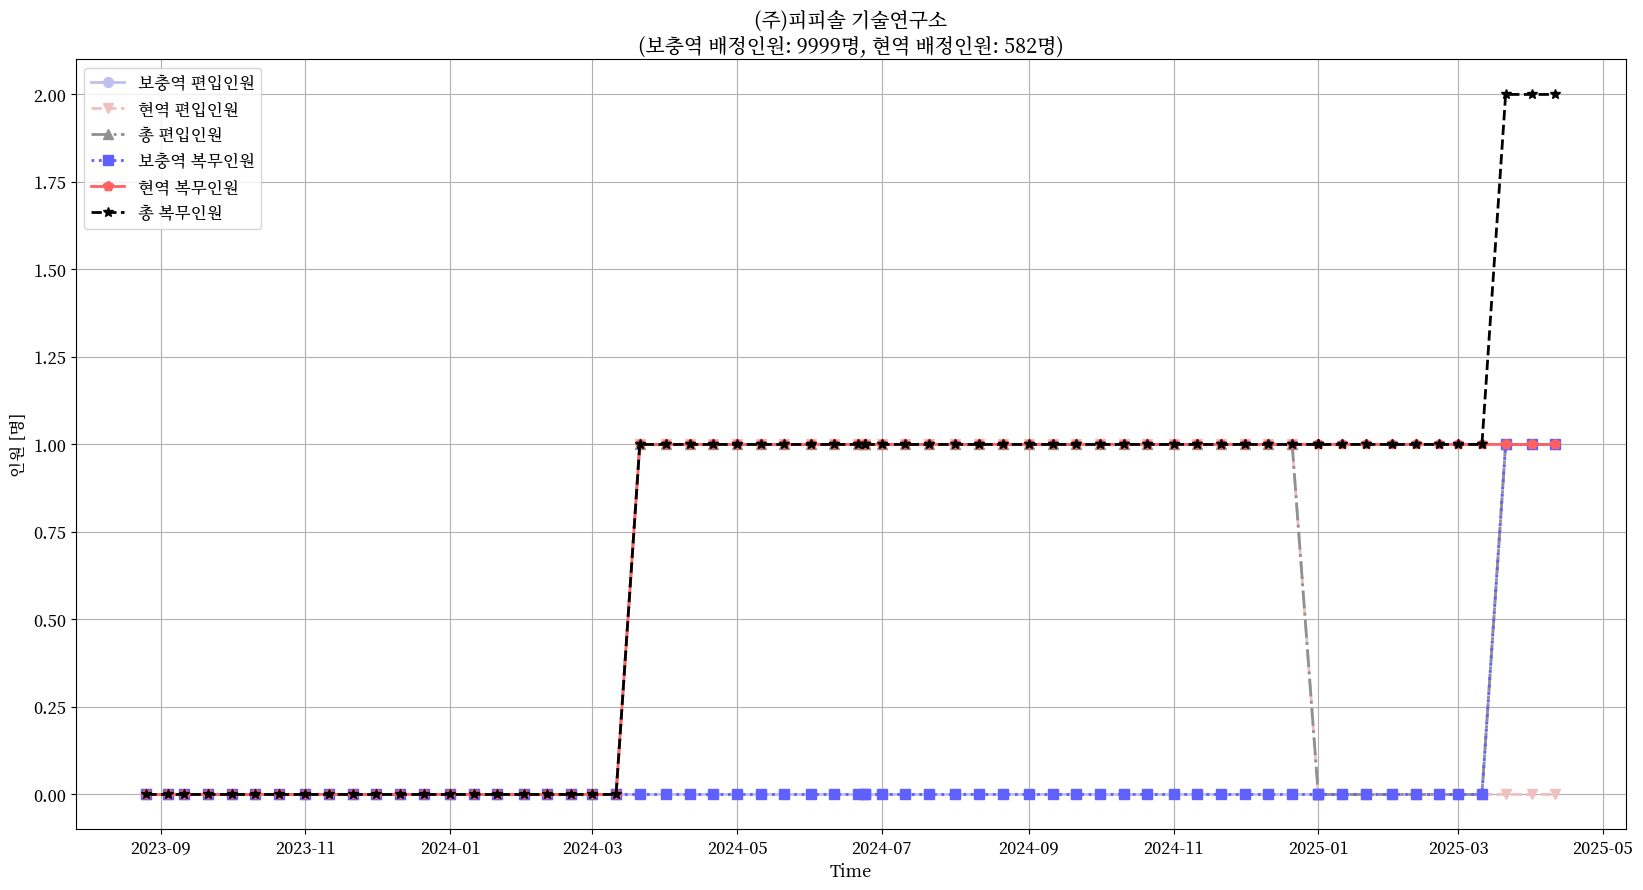 (주)피피솔 기술연구소
(보충역 배정인원: 9999명, 현역 배정인원: 582명)
보충역 편입인원
현역 편입인원
총 편입인원
보충역 복무인원
현역 복무인원
총 복무인원
인원 [명]
2.00
1.75
1.50
1.25
1.00
0.75
0.50
0.25
0.00
2023-09 2023-11 2024-01 2024-03 2024-05 2024-07 2024-09 2024-11 2025-01 2025-03 2025-05
Time